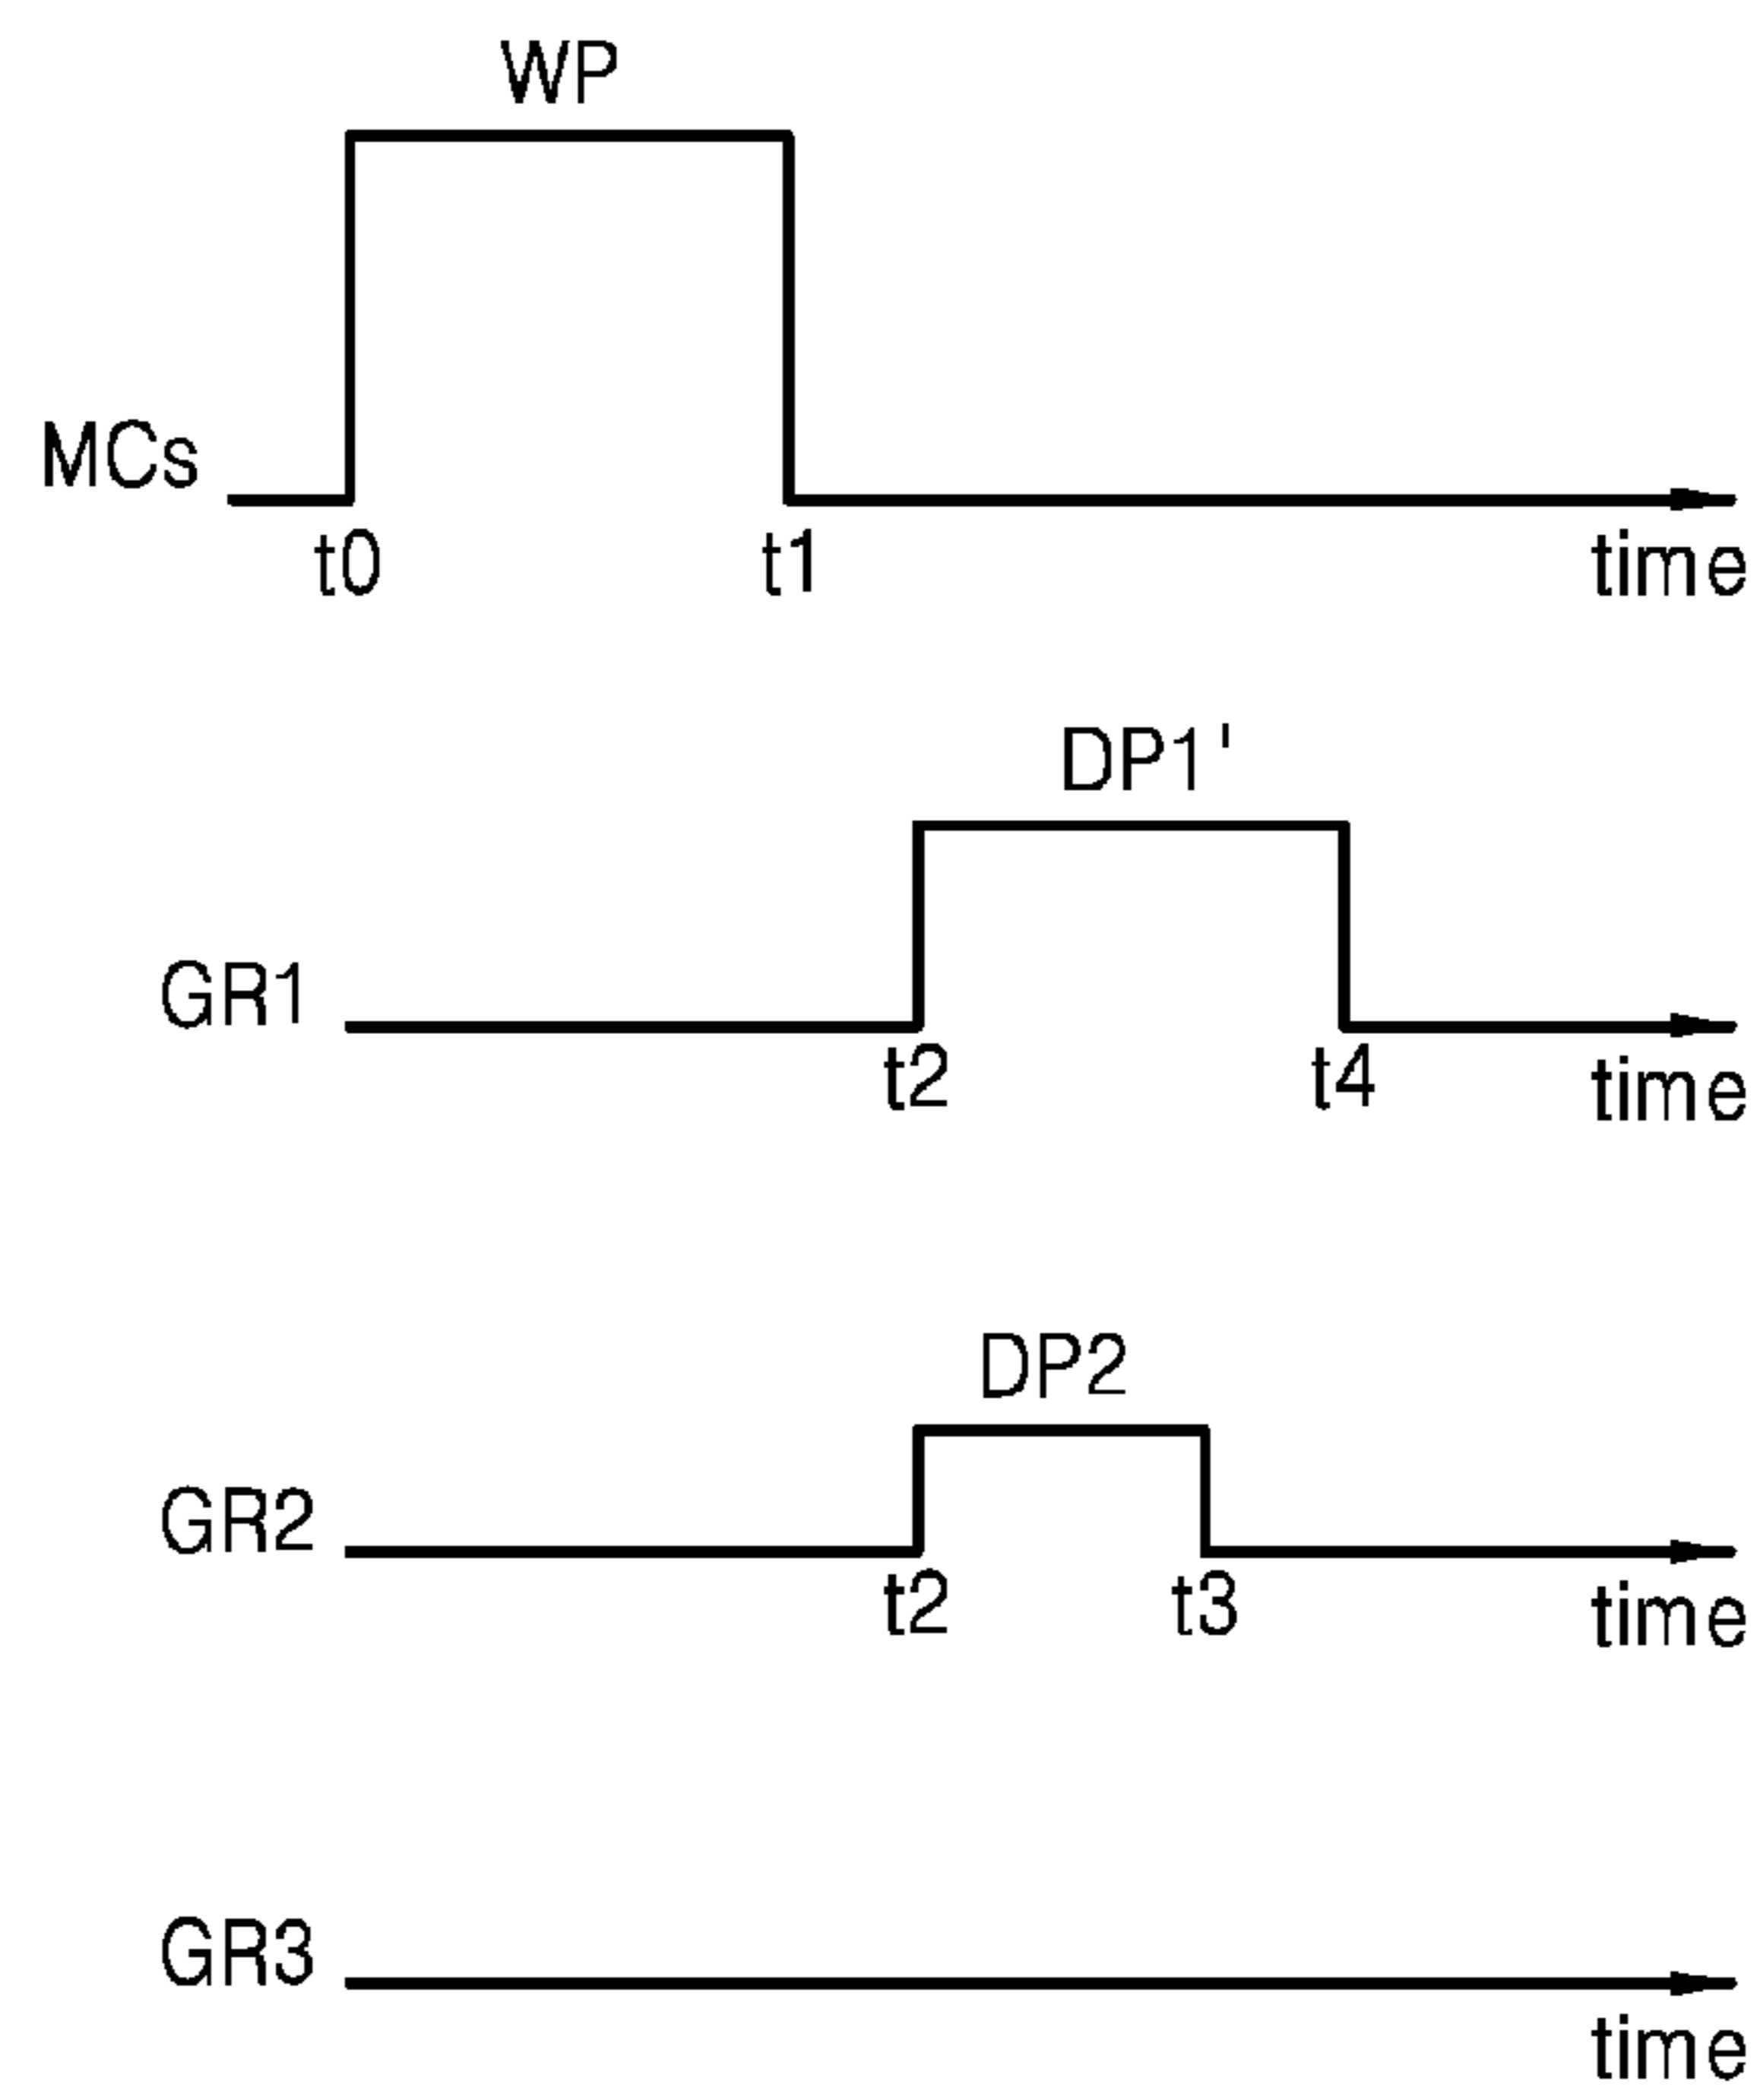 WP
MCs
t0 t1 time
DP1'
GR1
t2 t4 time
DP2
GR2
t2 t3 time
GR3
time